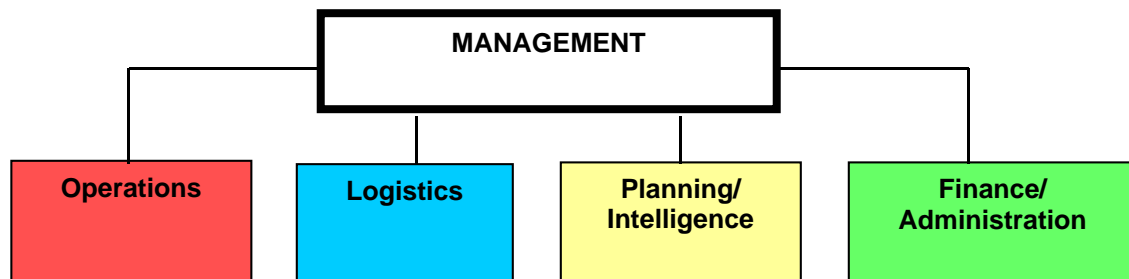 MANAGEMENT
Operations
Logistics
Planning/
Intelligence
Finance/
Administration